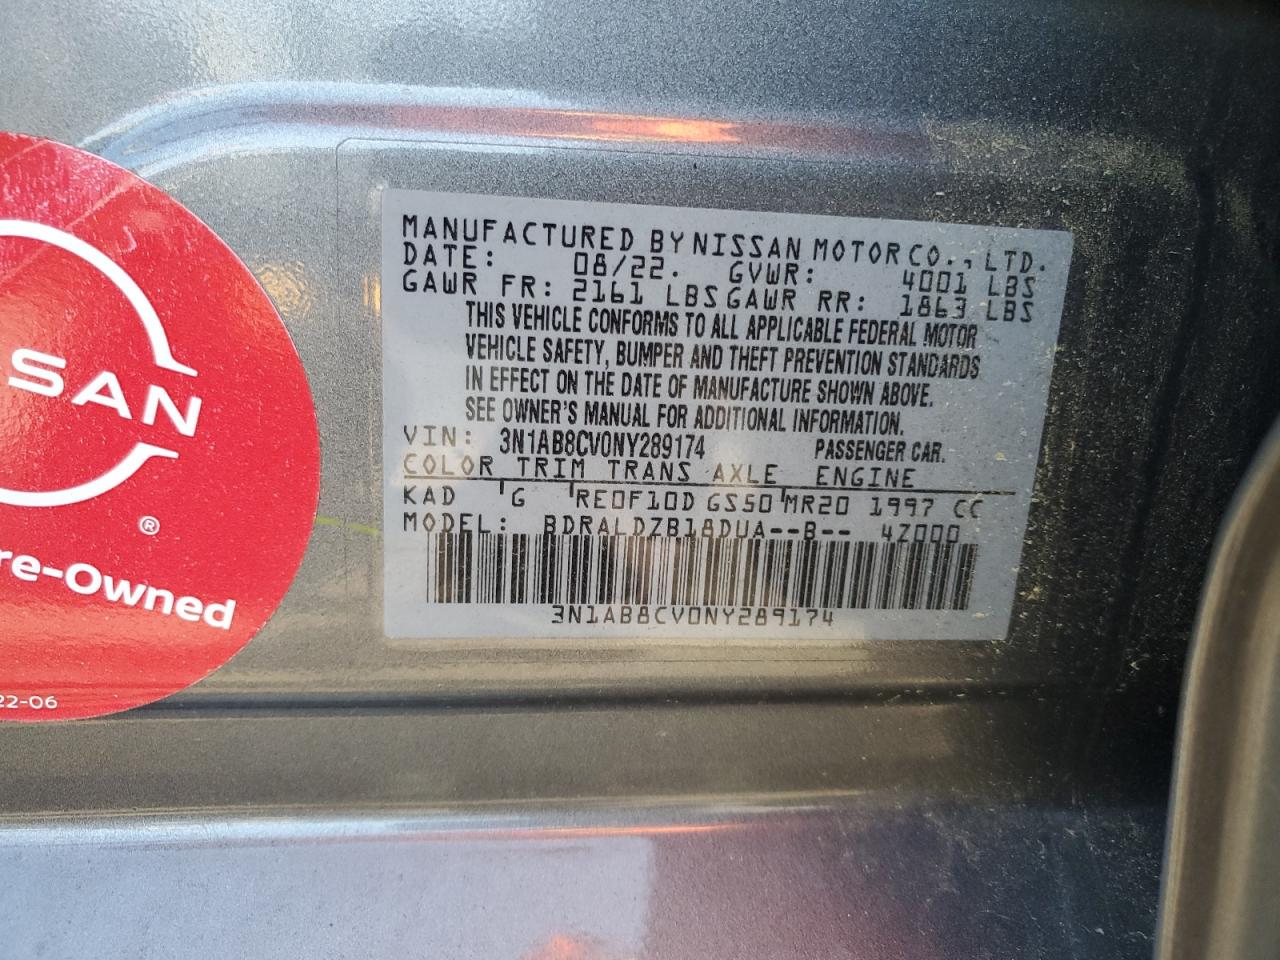 SAN
®
re-Owned
22-06
MANUFACTURED BY NISSAN MOTOR CO., LTD.
DATE: 08/22. GVWR: 4001 LBS
GAWR FR: 2161 LBS GAWR RR: 1863 LBS
THIS VEHICLE CONFORMS TO ALL APPLICABLE FEDERAL MOTOR
VEHICLE SAFETY, BUMPER AND THEFT PREVENTION STANDARDS
IN EFFECT ON THE DATE OF MANUFACTURE SHOWN ABOVE.
SEE OWNER'S MANUAL FOR ADDITIONAL INFORMATION.
VIN: 3N1AB8CV0NY289174 PASSENGER CAR.
COLOR TRIM TRANS AXLE ENGINE
KAD G RE0F10D GS50 MR20 1997 CC
MODEL: BDRALDZB18DUA--B-- 4Z000
3N1AB8CV0NY289174